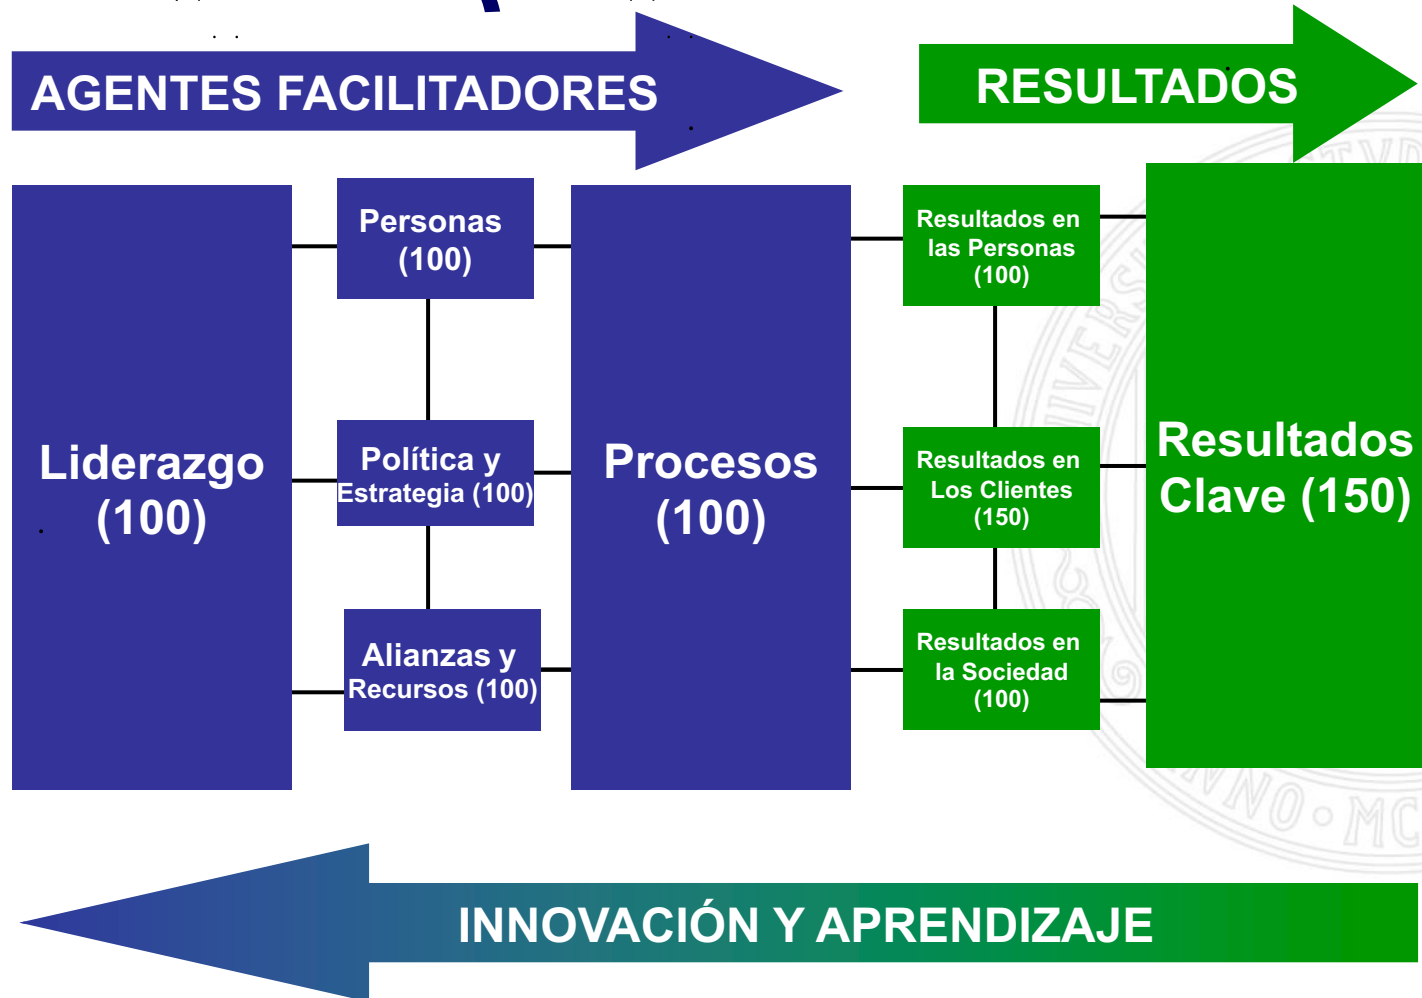 AGENTES FACILITADORES
RESULTADOS
Liderazgo
(100)
Personas
(100)
Política y
Estrategia (100)
Alianzas y
Recursos (100)
Procesos
(100)
Resultados en
las Personas
(100)
Resultados en
Los Clientes
(150)
Resultados en
la Sociedad
(100)
Resultados
Clave (150)
INNOVACIÓN Y APRENDIZAJE